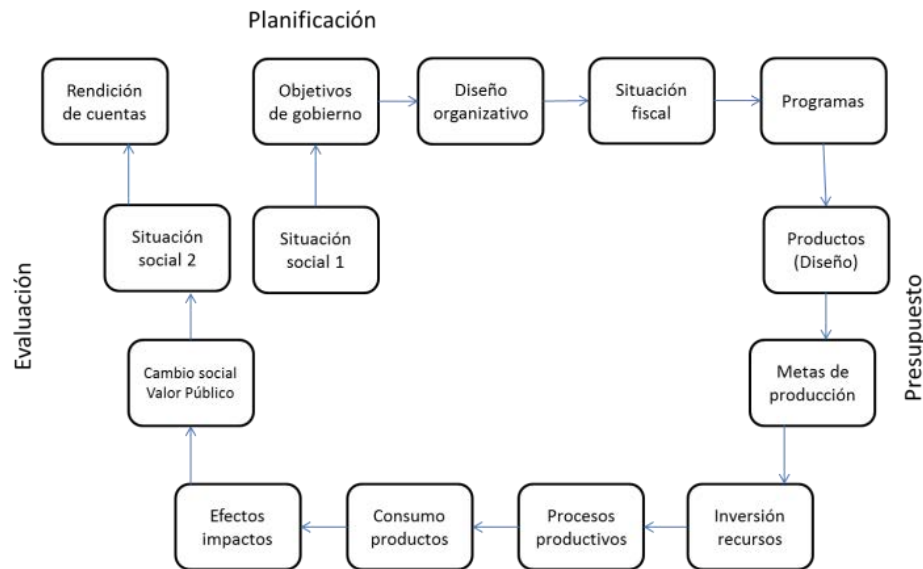 Planificación
Rendición
de cuentas
Objetivos
de gobierno
Diseño
organizativo
Situación
fiscal
Programas
Situación
social 2
Situación
social 1
Productos
(Diseño)
Evaluación
Presupuesto
Cambio social
Valor Público
Metas de
producción
Efectos
impactos
Consumo
productos
Procesos
productivos
Inversión
recursos